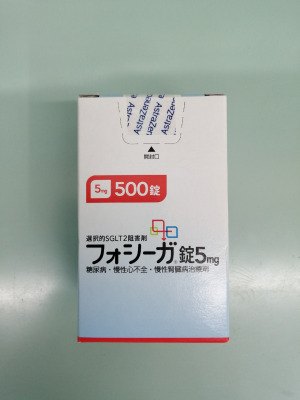 AstraZeneca
AstraZen
開封口
5mg 500錠
選択的SGLT2阻害剤
フォシーガ®錠5mg
糖尿病・慢性心不全・慢性腎臓病治療剤